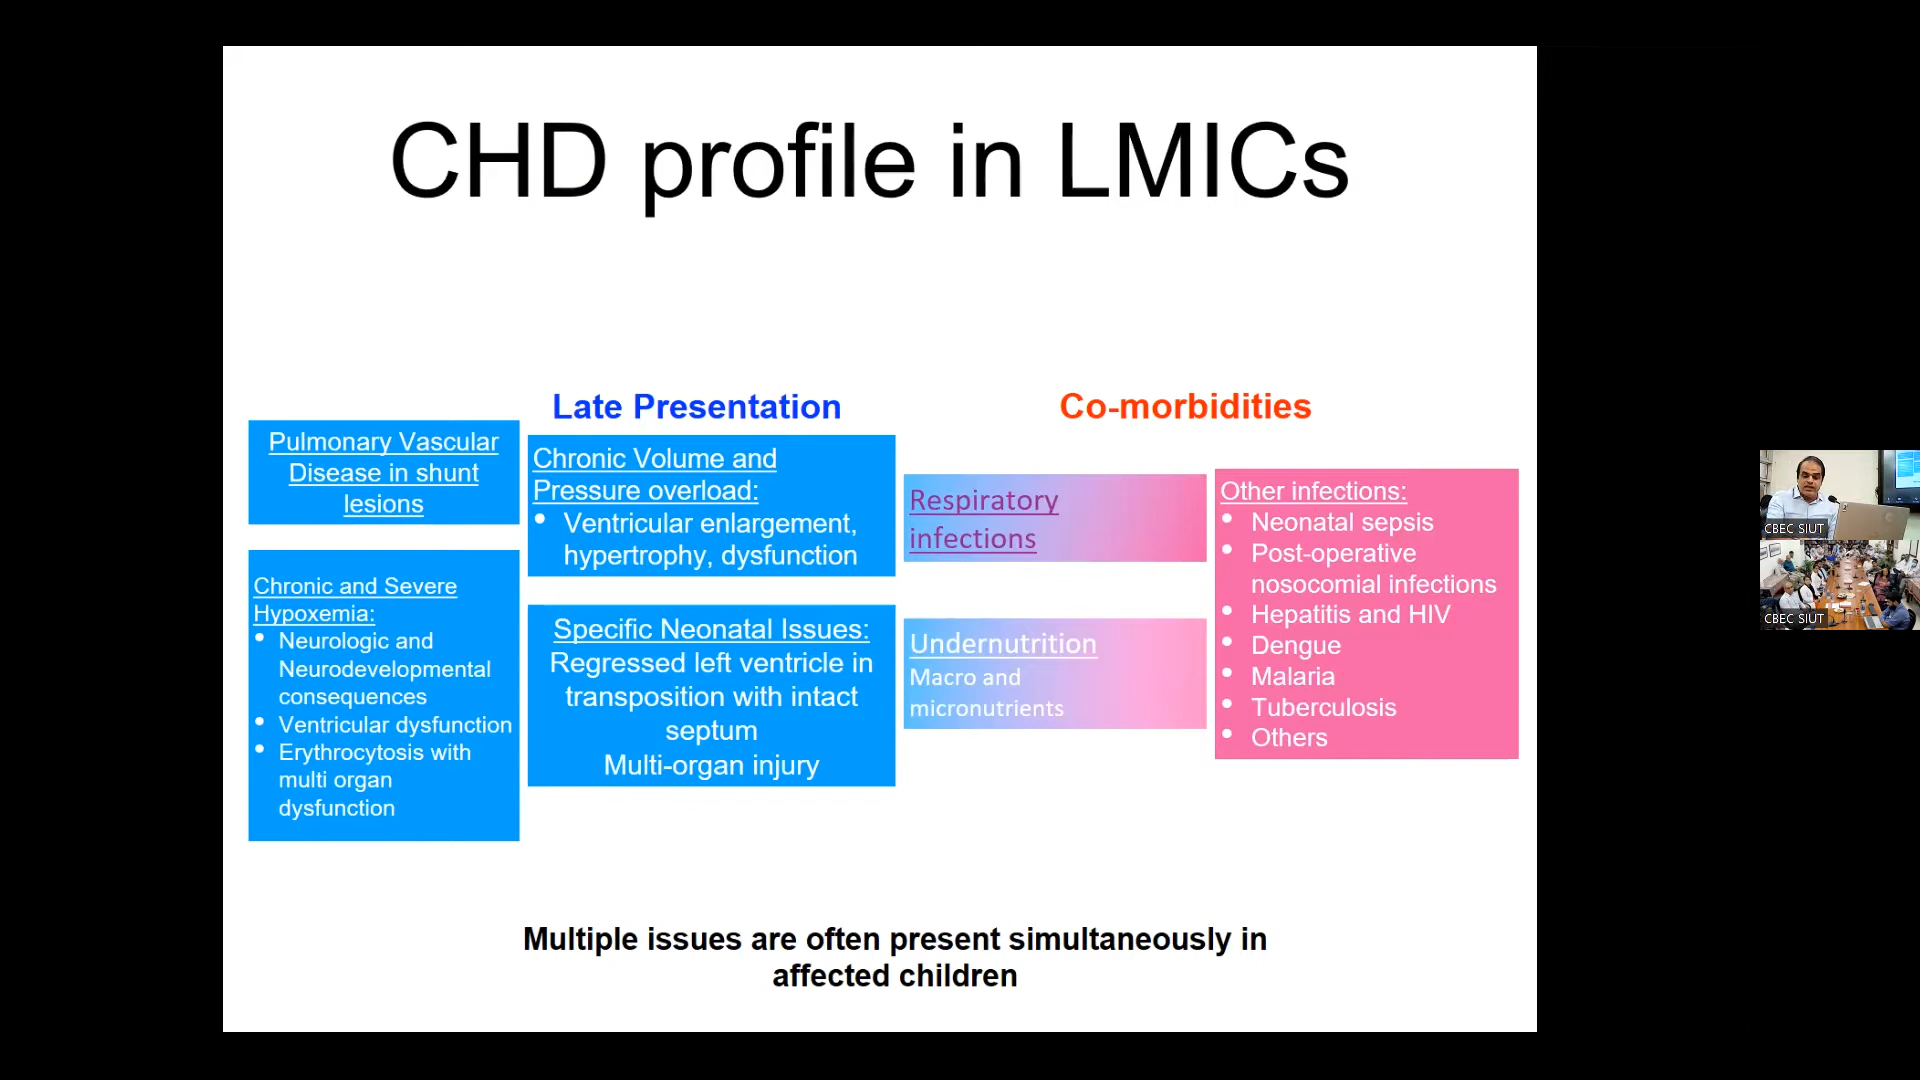 CHD profile in LMICs
Late Presentation
Co-morbidities
Pulmonary Vascular
Disease in shunt
lesions
Chronic and Severe
Hypoxemia:
• Neurologic and
Neurodevelopmental
consequences
• Ventricular dysfunction
• Erythrocytosis with
multi organ
dysfunction
Chronic Volume and
Pressure overload:
• Ventricular enlargement,
hypertrophy, dysfunction
Specific Neonatal Issues:
Regressed left ventricle in
transposition with intact
septum
Multi-organ injury
Respiratory
infections
Undernutrition
Macro and
micronutrients
Other infections:
• Neonatal sepsis
• Post-operative
nosocomial infections
• Hepatitis and HIV
• Dengue
• Malaria
• Tuberculosis
• Others
Multiple issues are often present simultaneously in
affected children
CBEC SIUT
CBEC SIUT